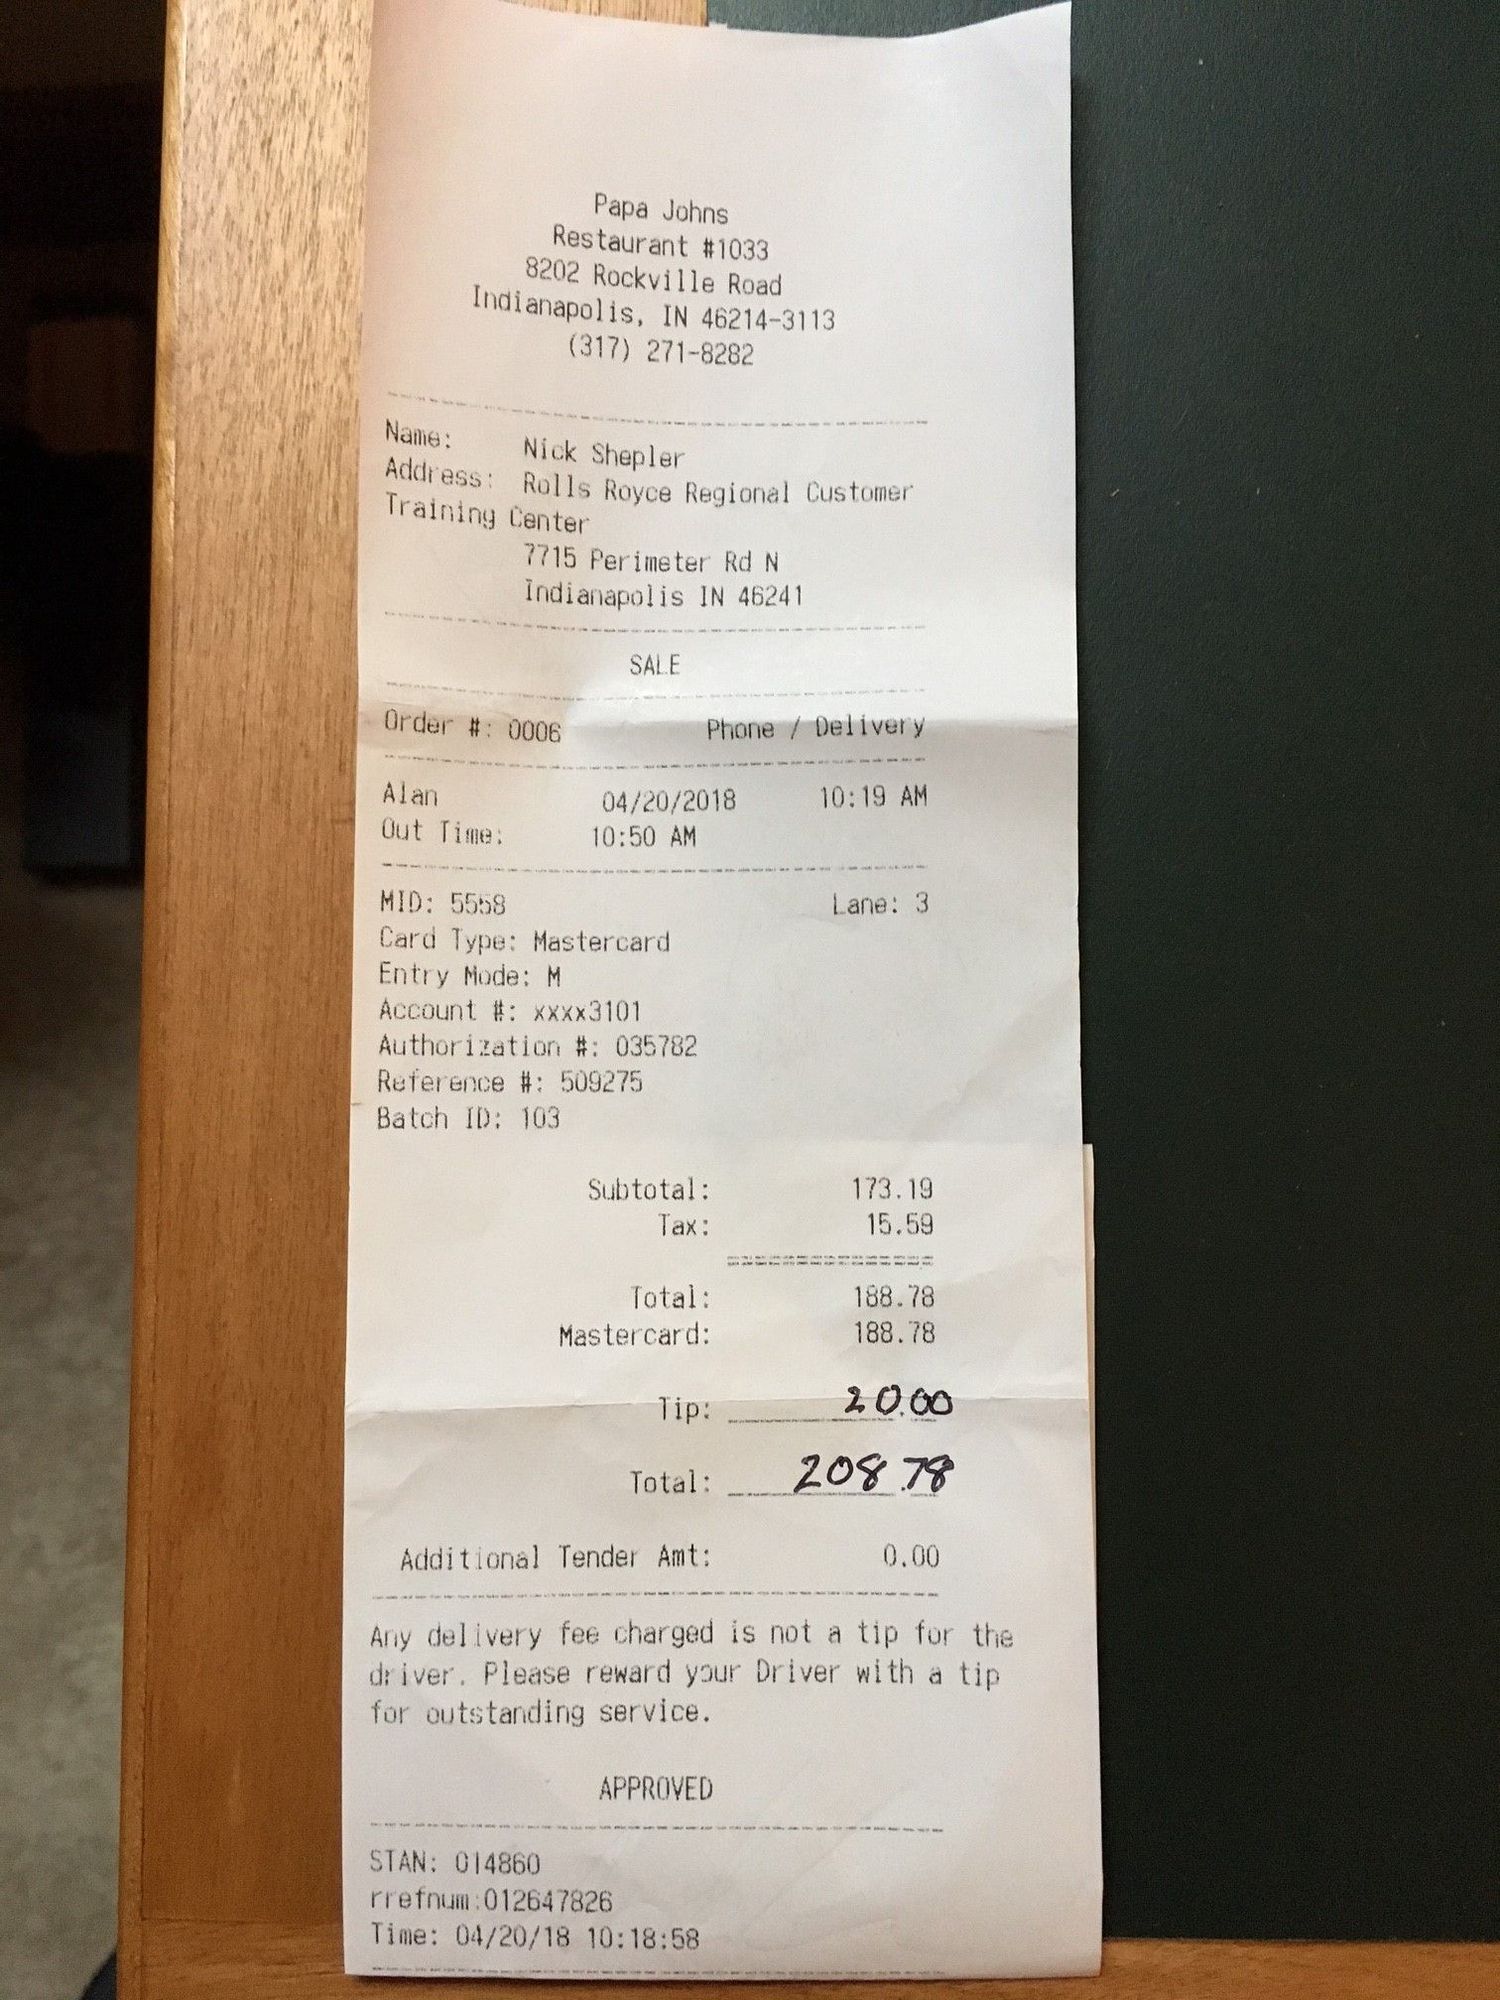 Papa Johns
Restaurant #1033
8202 Rockville Road
Indianapolis, IN 46214-3113
(317) 271-8282
Name: Nick Shepler
Address: Rolls Royce Regional Customer
Training Center
7715 Perimeter Rd N
Indianapolis IN 46241
SALE
Order #: 0006 Phone / Delivery
Alan 04/20/2018 10:19 AM
Out Time: 10:50 AM
MID: 5558 Lane: 3
Card Type: Mastercard
Entry Mode: M
Account #: xxxx3101
Authorization #: 035782
Reference #: 509275
Batch ID: 103
Subtotal: 173.19
Tax: 15.59
Total: 188.78
Mastercard: 188.78
Tip: 20.00
Total: 208.78
Additional Tender Amt: 0.00
Any delivery fee charged is not a tip for the
driver. Please reward your Driver with a tip
for outstanding service.
APPROVED
STAN: 014860
rrefnum:012647826
Time: 04/20/18 10:18:58